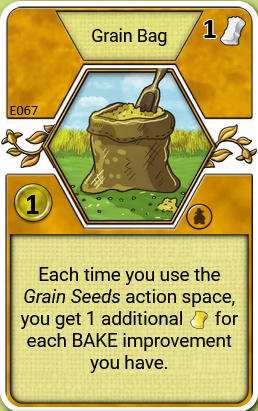 Grain Bag
1
E067
1
Each time you use the
Grain Seeds action space,
you get 1 additional for
each BAKE improvement
you have.